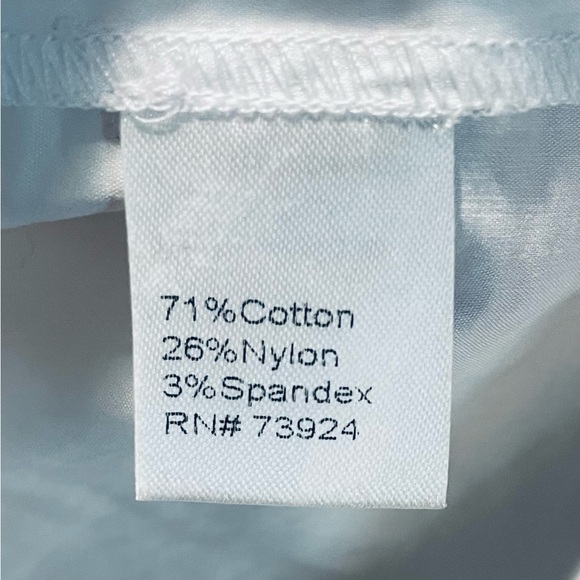 71%Cotton
26%Nylon
3%Spandex
RN# 73924